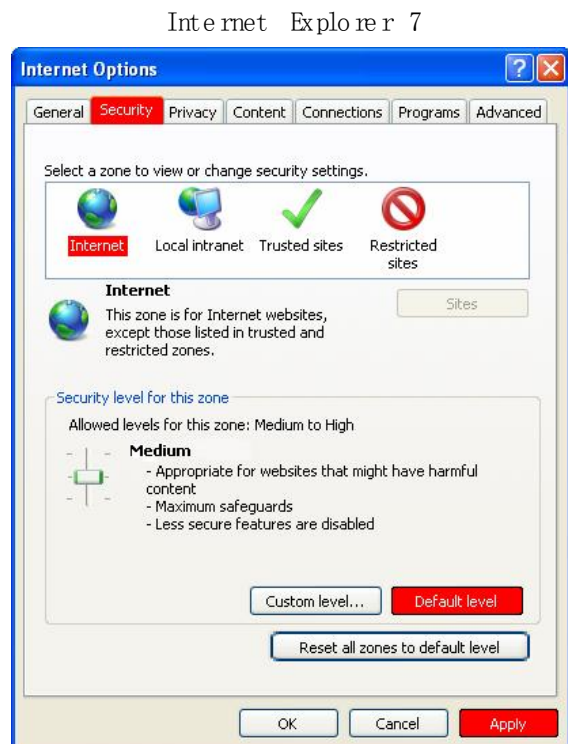 Internet Explorer 7
Internet Options
General Security Privacy Content Connections Programs Advanced
Select a zone to view or change security settings.
Internet Local intranet Trusted sites Restricted
sites
Internet
This zone is for Internet websites,
except those listed in trusted and
restricted zones.
Sites
Security level for this zone
Allowed levels for this zone: Medium to High
Medium
- Appropriate for websites that might have harmful
content
- Maximum safeguards
- Less secure features are disabled
Custom level... Default level
Reset all zones to default level
OK Cancel Apply